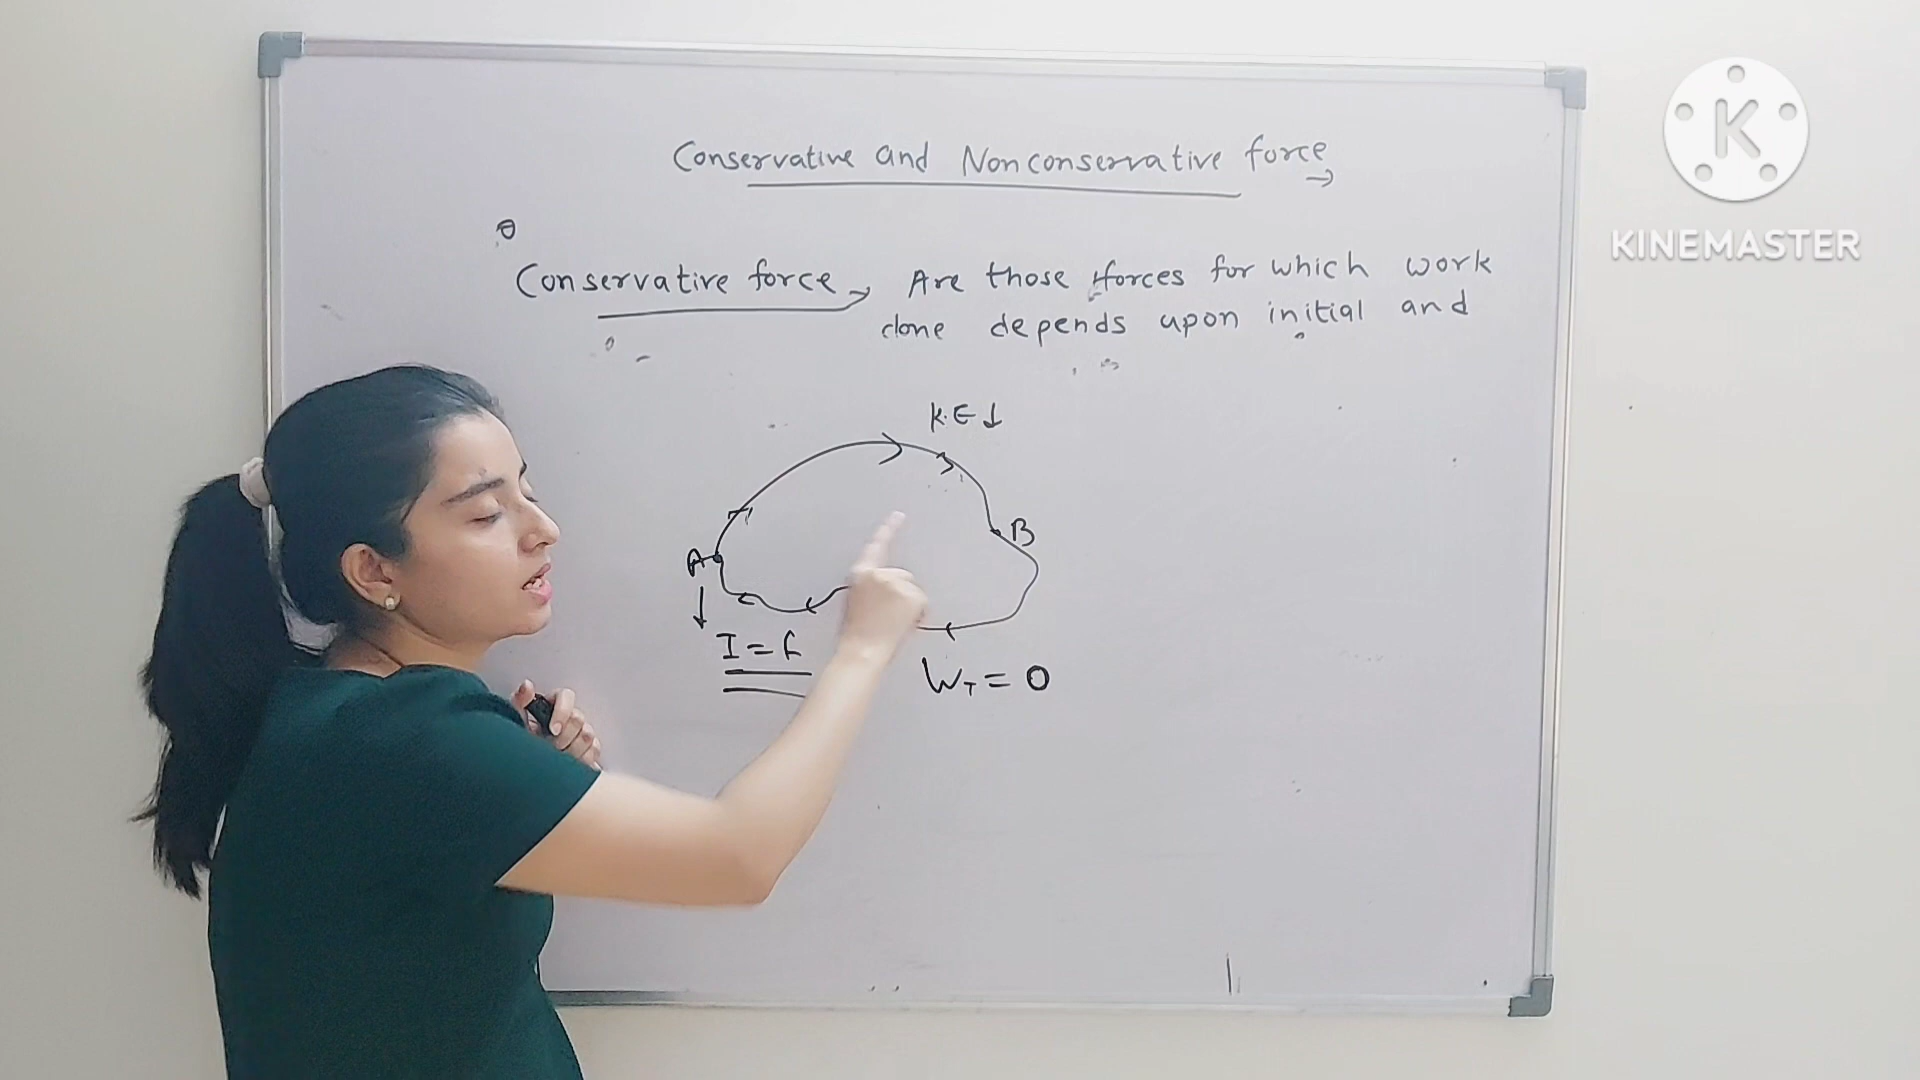 Conservative and Nonconservative force
Conservative force → Are those forces for which work
done depends upon initial and
K.E ↓
A
B
I = f
W_T = 0
K
KINEMASTER